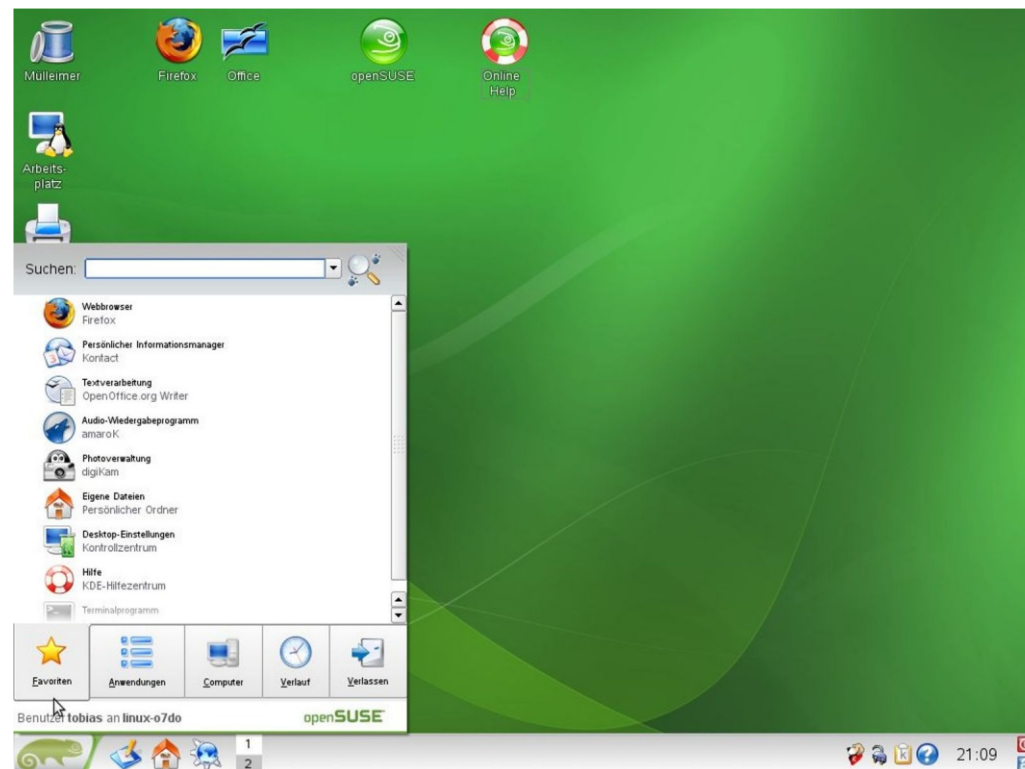 Mülleimer
Firefox
Office
openSUSE
Online
Help
Arbeits-
platz
Suchen:
Webbrowser
Firefox
Persönlicher Informationsmanager
Kontact
Textverarbeitung
OpenOffice.org Writer
Audio-Wiedergabeprogramm
amaroK
Photoverwaltung
digiKam
Eigene Dateien
Persönlicher Ordner
Desktop-Einstellungen
Kontrollzentrum
Hilfe
KDE-Hilfezentrum
Terminalprogramm
Favoriten
Anwendungen
Computer
Verlauf
Verlassen
Benutzer tobias an linux-o7do
openSUSE
1
2
21:09